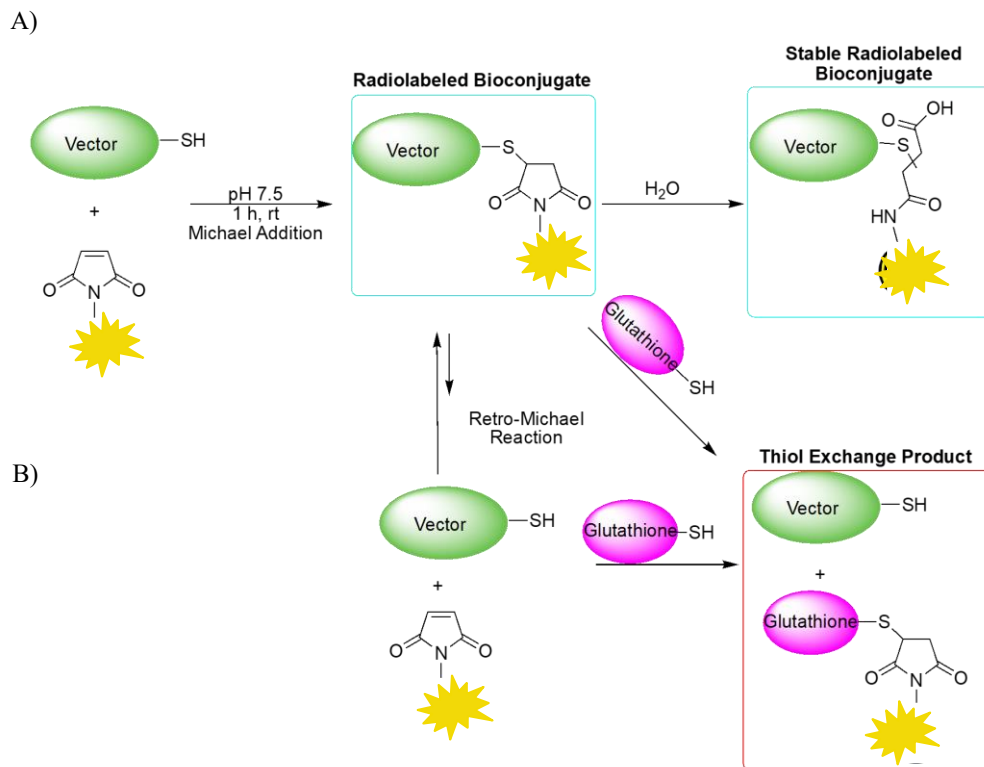 A)
Stable Radiolabeled
Bioconjugate
Radiolabeled Bioconjugate
Vector
SH
+
O
N
O
pH 7.5
1 h, rt
Michael Addition
Vector
S
O
N
O
H₂O
Vector
S
O
OH
HN
O
Glutathione
SH
Retro-Michael
Reaction
B)
Vector
SH
+
O
N
O
Glutathione
SH
Thiol Exchange Product
Vector
SH
+
Glutathione
S
O
N
O